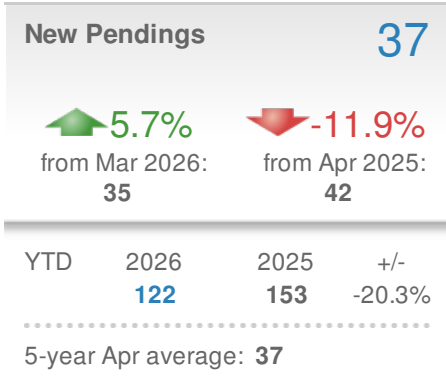 New Pendings 37
5.7% -11.9%
from Mar 2026: from Apr 2025:
35 42
YTD 2026 2025 +/-
122 153 -20.3%
5-year Apr average: 37